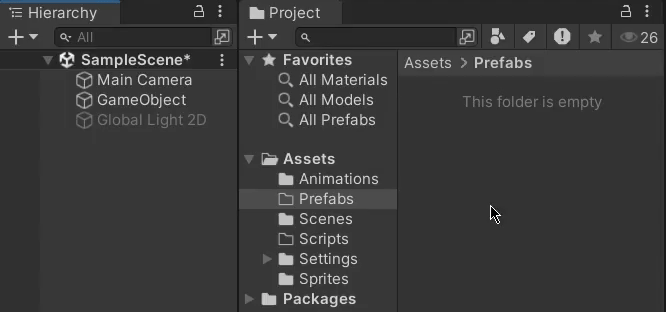 Hierarchy
All
SampleScene*
Main Camera
GameObject
Global Light 2D
Project
26
Favorites
All Materials
All Models
All Prefabs
Assets
Animations
Prefabs
Scenes
Scripts
Settings
Sprites
Packages
Assets > Prefabs
This folder is empty